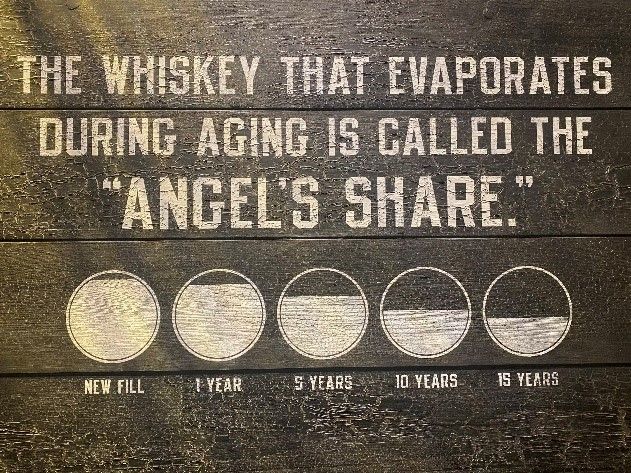 THE WHISKEY THAT EVAPORATES
DURING AGING IS CALLED THE
“ANGEL’S SHARE.”
NEW FILL 1 YEAR 5 YEARS 10 YEARS 15 YEARS